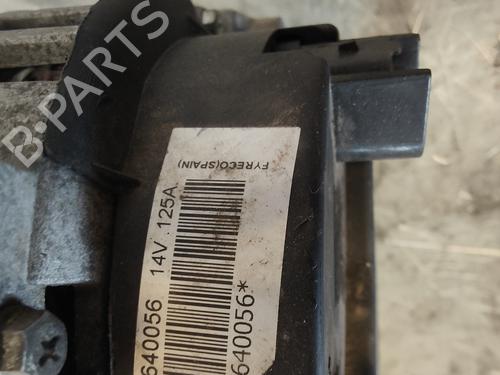 B-PARTS
FYRECO(SPAIN)
640056 14V 125A.
640056*